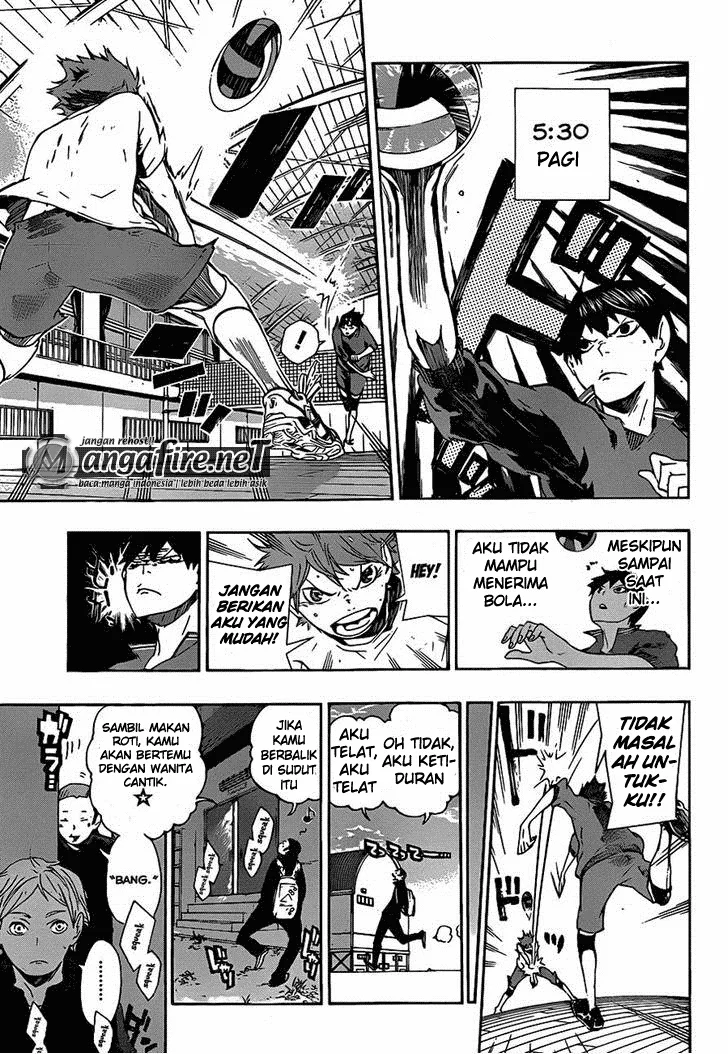 5:30
PAGI
!
jangan rehost!!
MangafirE.neT
baca manga indonesia | lebih beda lebih asik
MESKIPUN
SAMPAI
SAAT
INI...
AKU TIDAK
MAMPU
MENERIMA
BOLA...
HEY!
JANGAN
BERIKAN
AKU YANG
MUDAH!
TIDAK
MASAL
AH UN-
TUK-
KU!!
OH TIDAK,
AKU KETI-
DURAN
AKU
TELAT,
AKU
TELAT
JIKA
KAMU
BERBALIK
DI SUDUT
ITU
SAMBIL MAKAN
ROTI, KAMU
AKAN BERTEMU
DENGAN WANITA
CANTIK.
☆
"BANG."
ガラ...
.........